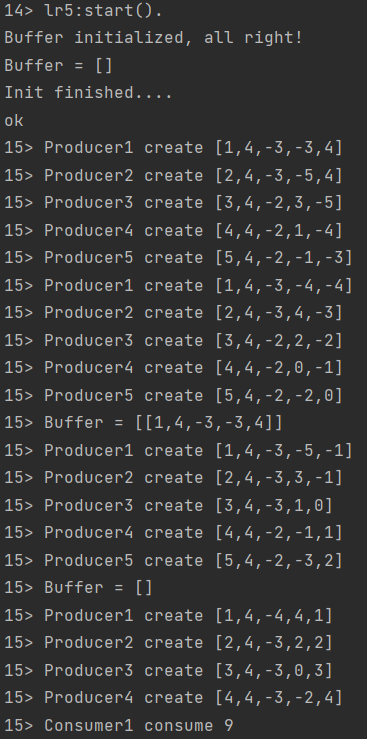 14> lr5:start().
Buffer initialized, all right!
Buffer = []
Init finished....
ok
15> Producer1 create [1,4,-3,-3,4]
15> Producer2 create [2,4,-3,-5,4]
15> Producer3 create [3,4,-2,3,-5]
15> Producer4 create [4,4,-2,1,-4]
15> Producer5 create [5,4,-2,-1,-3]
15> Producer1 create [1,4,-3,-4,-4]
15> Producer2 create [2,4,-3,4,-3]
15> Producer3 create [3,4,-2,2,-2]
15> Producer4 create [4,4,-2,0,-1]
15> Producer5 create [5,4,-2,-2,0]
15> Buffer = [[1,4,-3,-3,4]]
15> Producer1 create [1,4,-3,-5,-1]
15> Producer2 create [2,4,-3,3,-1]
15> Producer3 create [3,4,-3,1,0]
15> Producer4 create [4,4,-2,-1,1]
15> Producer5 create [5,4,-2,-3,2]
15> Buffer = []
15> Producer1 create [1,4,-4,4,1]
15> Producer2 create [2,4,-3,2,2]
15> Producer3 create [3,4,-3,0,3]
15> Producer4 create [4,4,-3,-2,4]
15> Consumer1 consume 9